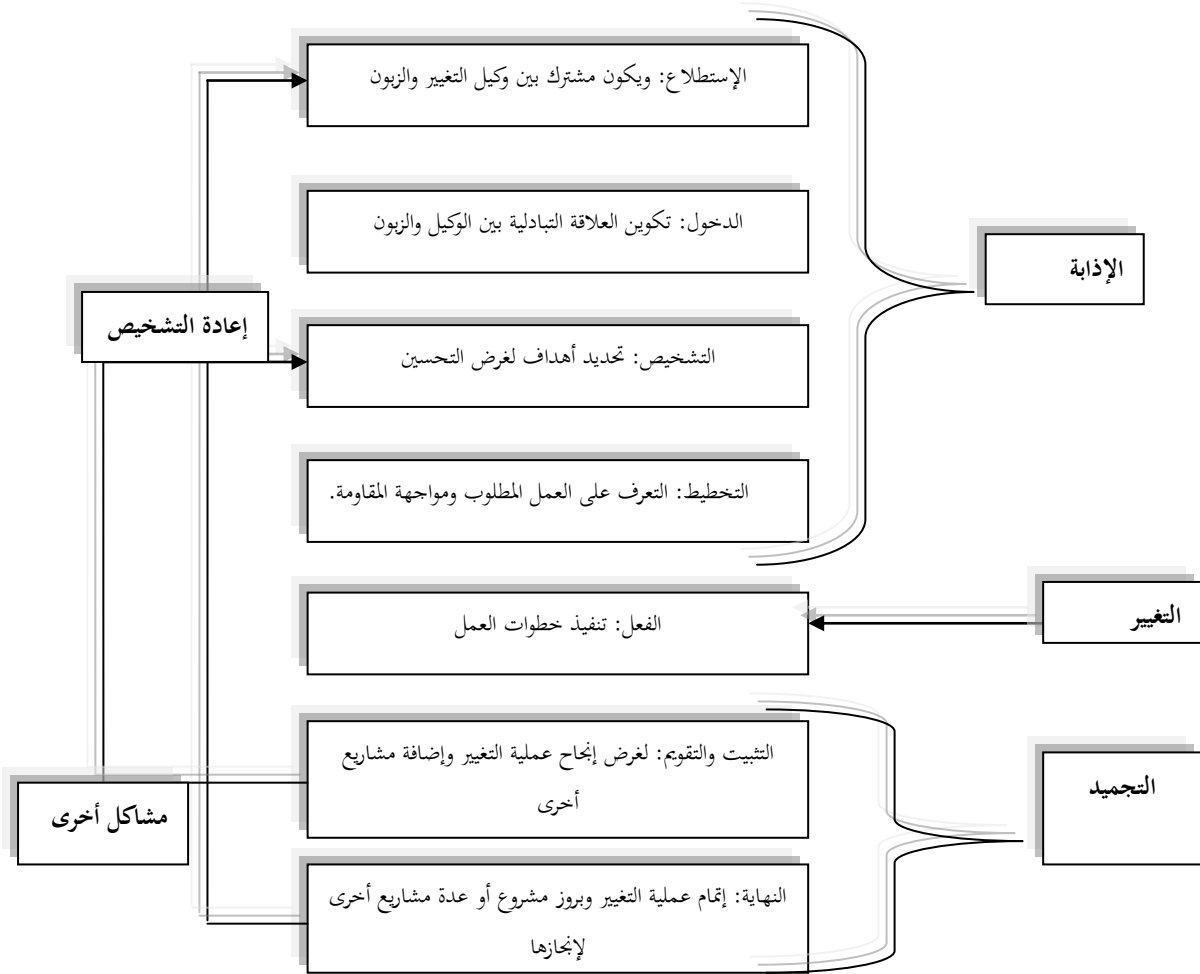 الإستطلاع: ويكون مشترك بين وكيل التغيير والزبون
الدخول: تكوين العلاقة التبادلية بين الوكيل والزبون
الإذابة
إعادة التشخيص
التشخيص: تحديد أهداف لغرض التحسين
التخطيط: التعرف على العمل المطلوب ومواجهة المقاومة.
التغيير
الفعل: تنفيذ خطوات العمل
التثبيت والتقويم: لغرض إنجاح عملية التغيير وإضافة مشاريع
أخرى
التجميد
مشاكل أخرى
النهاية: إتمام عملية التغيير وبروز مشروع أو عدة مشاريع أخرى
لإنجازها